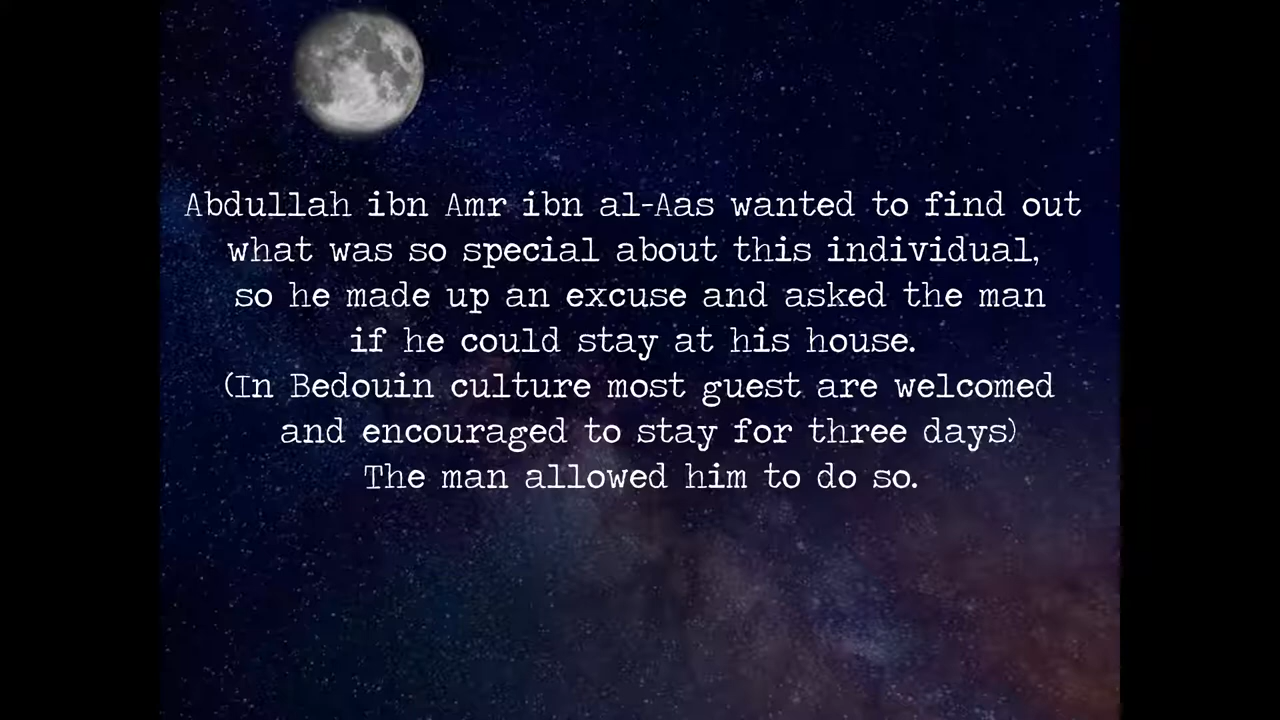 Abdullah ibn Amr ibn al-Aas wanted to find out
what was so special about this individual,
so he made up an excuse and asked the man
if he could stay at his house.
(In Bedouin culture most guest are welcomed
and encouraged to stay for three days)
The man allowed him to do so.